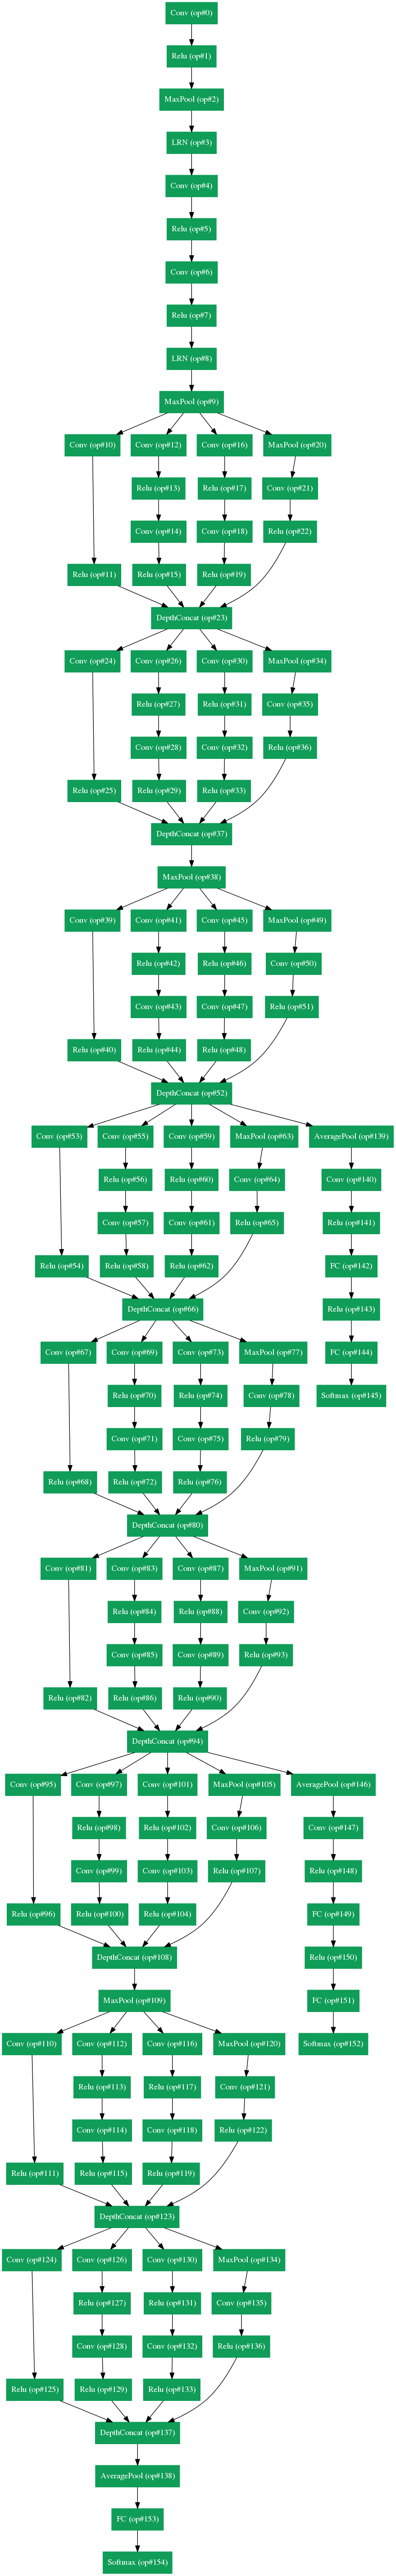 Conv (op#0)
Relu (op#1)
MaxPool (op#2)
LRN (op#3)
Conv (op#4)
Relu (op#5)
Conv (op#6)
Relu (op#7)
LRN (op#8)
MaxPool (op#9)
Conv (op#10) Conv (op#12) Conv (op#16) MaxPool (op#20)
Relu (op#13) Relu (op#17) Conv (op#21)
Conv (op#14) Conv (op#18) Relu (op#22)
Relu (op#11) Relu (op#15) Relu (op#19)
DepthConcat (op#23)
Conv (op#24) Conv (op#26) Conv (op#30) MaxPool (op#34)
Relu (op#27) Relu (op#31) Conv (op#35)
Conv (op#28) Conv (op#32) Relu (op#36)
Relu (op#25) Relu (op#29) Relu (op#33)
DepthConcat (op#37)
MaxPool (op#38)
Conv (op#39) Conv (op#41) Conv (op#45) MaxPool (op#49)
Relu (op#42) Relu (op#46) Conv (op#50)
Conv (op#43) Conv (op#47) Relu (op#51)
Relu (op#40) Relu (op#44) Relu (op#48)
DepthConcat (op#52)
Conv (op#53) Conv (op#55) Conv (op#59) MaxPool (op#63) AveragePool (op#139)
Relu (op#56) Relu (op#60) Conv (op#64) Conv (op#140)
Conv (op#57) Conv (op#61) Relu (op#65) Relu (op#141)
Relu (op#54) Relu (op#58) Relu (op#62) FC (op#142)
DepthConcat (op#66) Relu (op#143)
Conv (op#67) Conv (op#69) Conv (op#73) MaxPool (op#77) FC (op#144)
Relu (op#70) Relu (op#74) Conv (op#78) Softmax (op#145)
Conv (op#71) Conv (op#75) Relu (op#79)
Relu (op#68) Relu (op#72) Relu (op#76)
DepthConcat (op#80)
Conv (op#81) Conv (op#83) Conv (op#87) MaxPool (op#91)
Relu (op#84) Relu (op#88) Conv (op#92)
Conv (op#85) Conv (op#89) Relu (op#93)
Relu (op#82) Relu (op#86) Relu (op#90)
DepthConcat (op#94)
Conv (op#95) Conv (op#97) Conv (op#101) MaxPool (op#105) AveragePool (op#146)
Relu (op#98) Relu (op#102) Conv (op#106) Conv (op#147)
Conv (op#99) Conv (op#103) Relu (op#107) Relu (op#148)
Relu (op#96) Relu (op#100) Relu (op#104) FC (op#149)
DepthConcat (op#108) Relu (op#150)
MaxPool (op#109) FC (op#151)
Conv (op#110) Conv (op#112) Conv (op#116) MaxPool (op#120) Softmax (op#152)
Relu (op#113) Relu (op#117) Conv (op#121)
Conv (op#114) Conv (op#118) Relu (op#122)
Relu (op#111) Relu (op#115) Relu (op#119)
DepthConcat (op#123)
Conv (op#124) Conv (op#126) Conv (op#130) MaxPool (op#134)
Relu (op#127) Relu (op#131) Conv (op#135)
Conv (op#128) Conv (op#132) Relu (op#136)
Relu (op#125) Relu (op#129) Relu (op#133)
DepthConcat (op#137)
AveragePool (op#138)
FC (op#153)
Softmax (op#154)